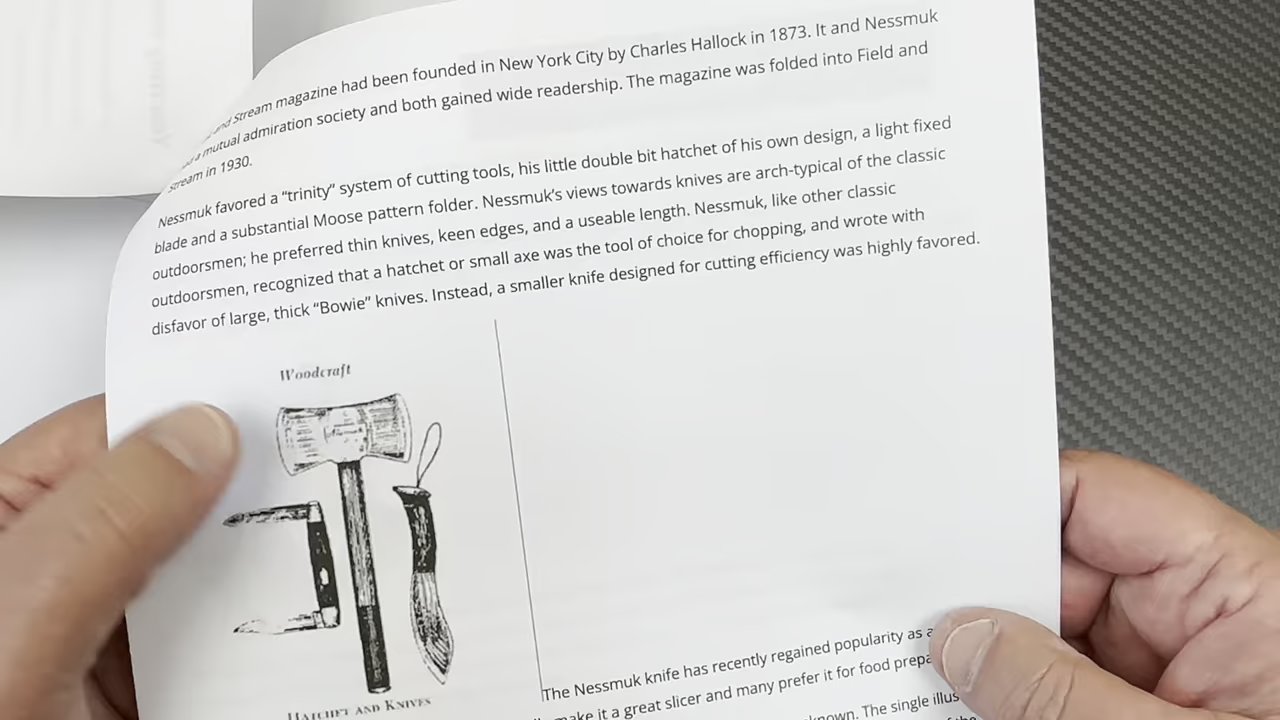 and Stream magazine had been founded in New York City by Charles Hallock in 1873. It and Nessmuk
a mutual admiration society and both gained wide readership. The magazine was folded into Field and
Stream in 1930.
Nessmuk favored a “trinity” system of cutting tools, his little double bit hatchet of his own design, a light fixed
blade and a substantial Moose pattern folder. Nessmuk’s views towards knives are arch-typical of the classic
outdoorsmen; he preferred thin knives, keen edges, and a useable length. Nessmuk, like other classic
outdoorsmen, recognized that a hatchet or small axe was the tool of choice for chopping, and wrote with
disfavor of large, thick “Bowie” knives. Instead, a smaller knife designed for cutting efficiency was highly favored.
Woodcraft
HATCHET AND KNIVES
The Nessmuk knife has recently regained popularity as
make it a great slicer and many prefer it for food
The single